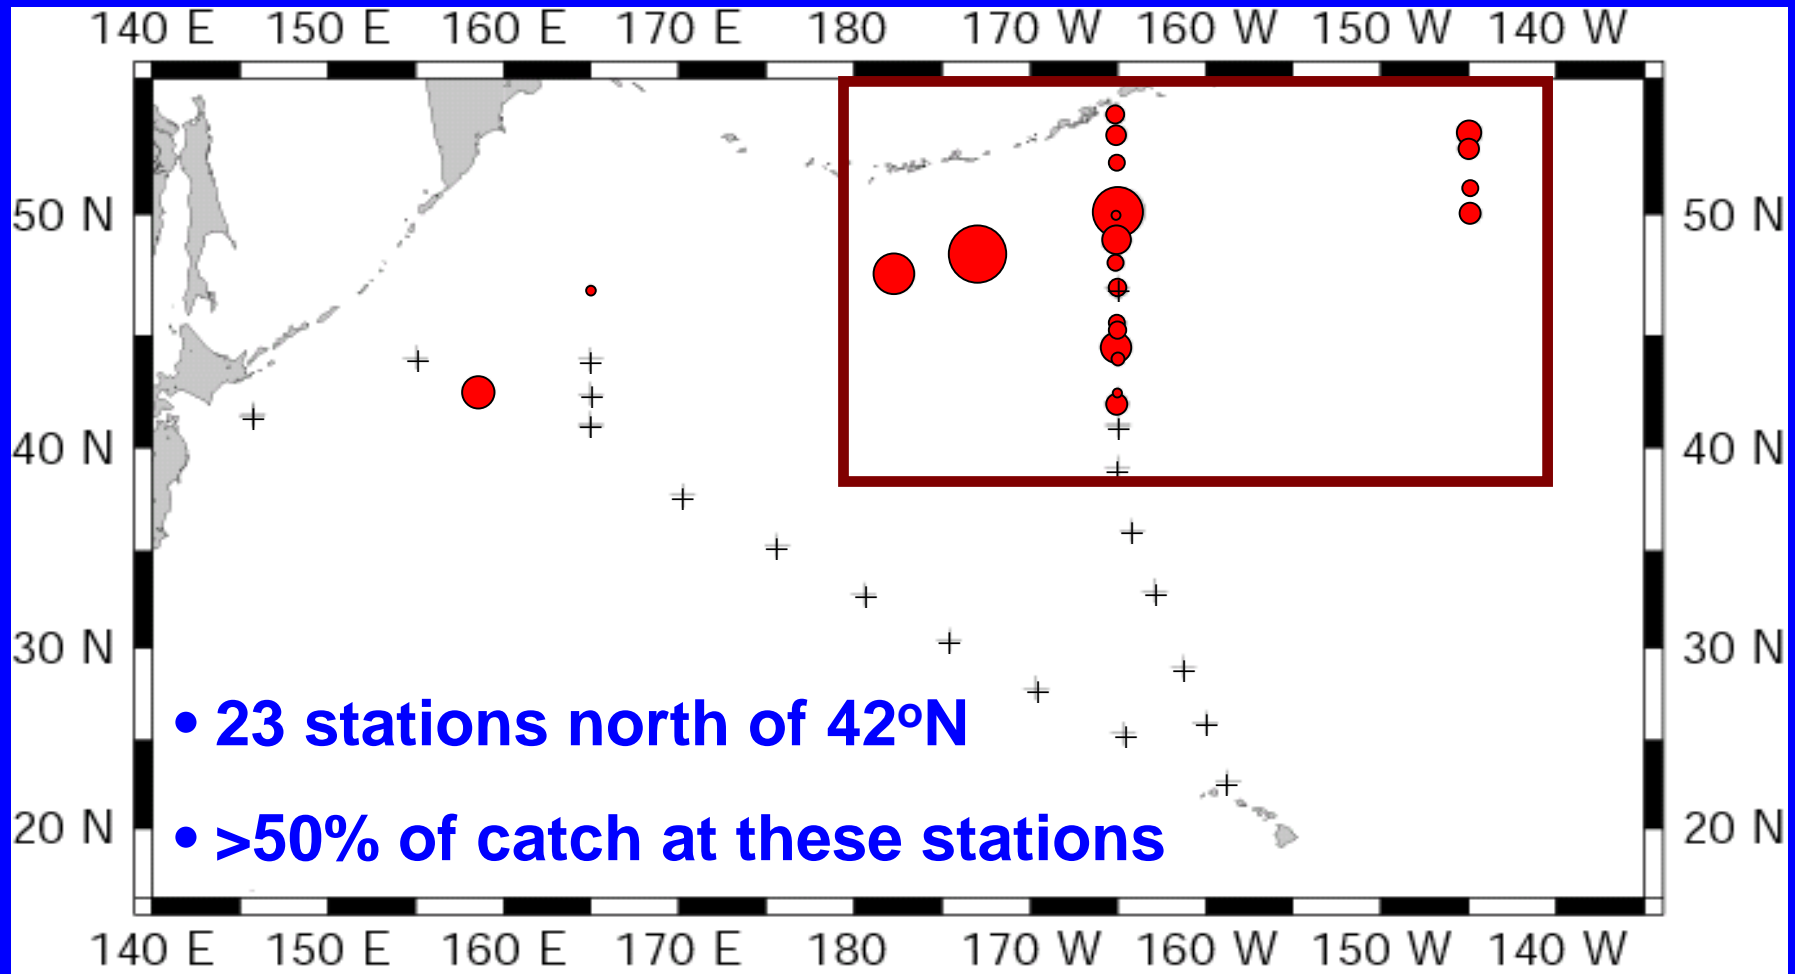 140 E 150 E 160 E 170 E 180 170 W 160 W 150 W 140 W
50 N 50 N
40 N 40 N
30 N 30 N
• 23 stations north of 42ºN
20 N 20 N
• >50% of catch at these stations
140 E 150 E 160 E 170 E 180 170 W 160 W 150 W 140 W